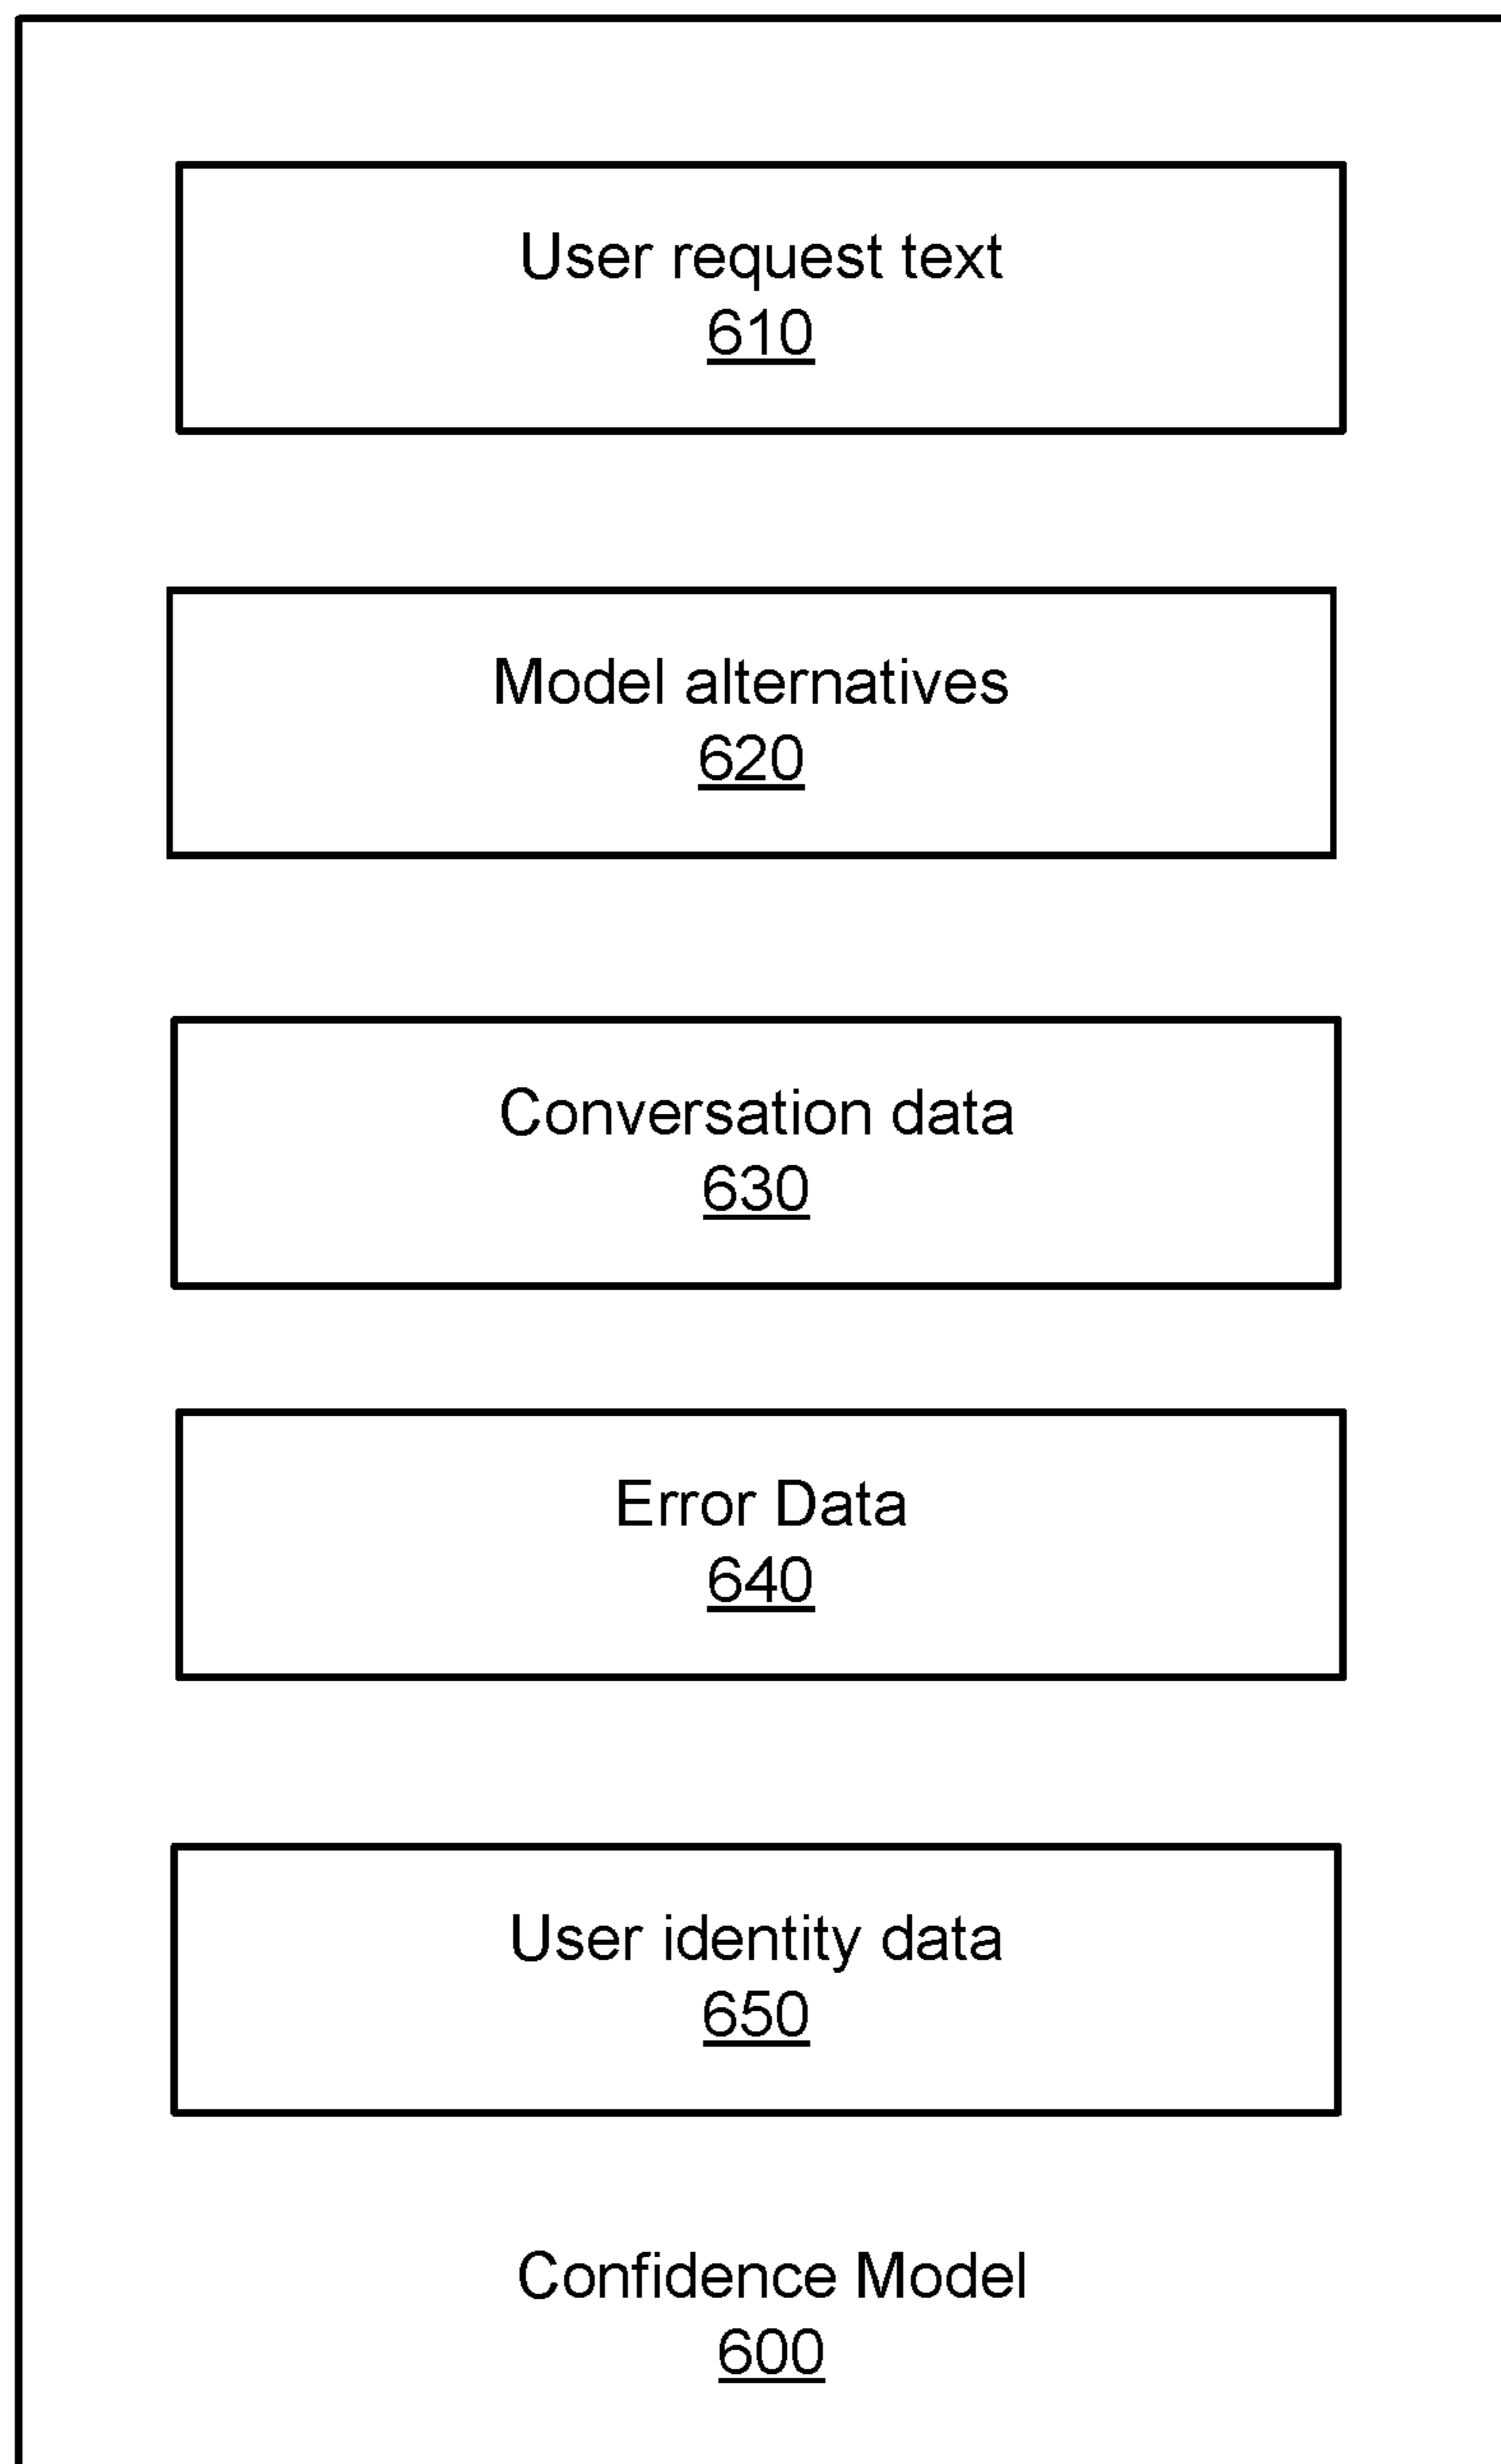 User request text
610
Model alternatives
620
Conversation data
630
Error Data
640
User identity data
650
Confidence Model
600